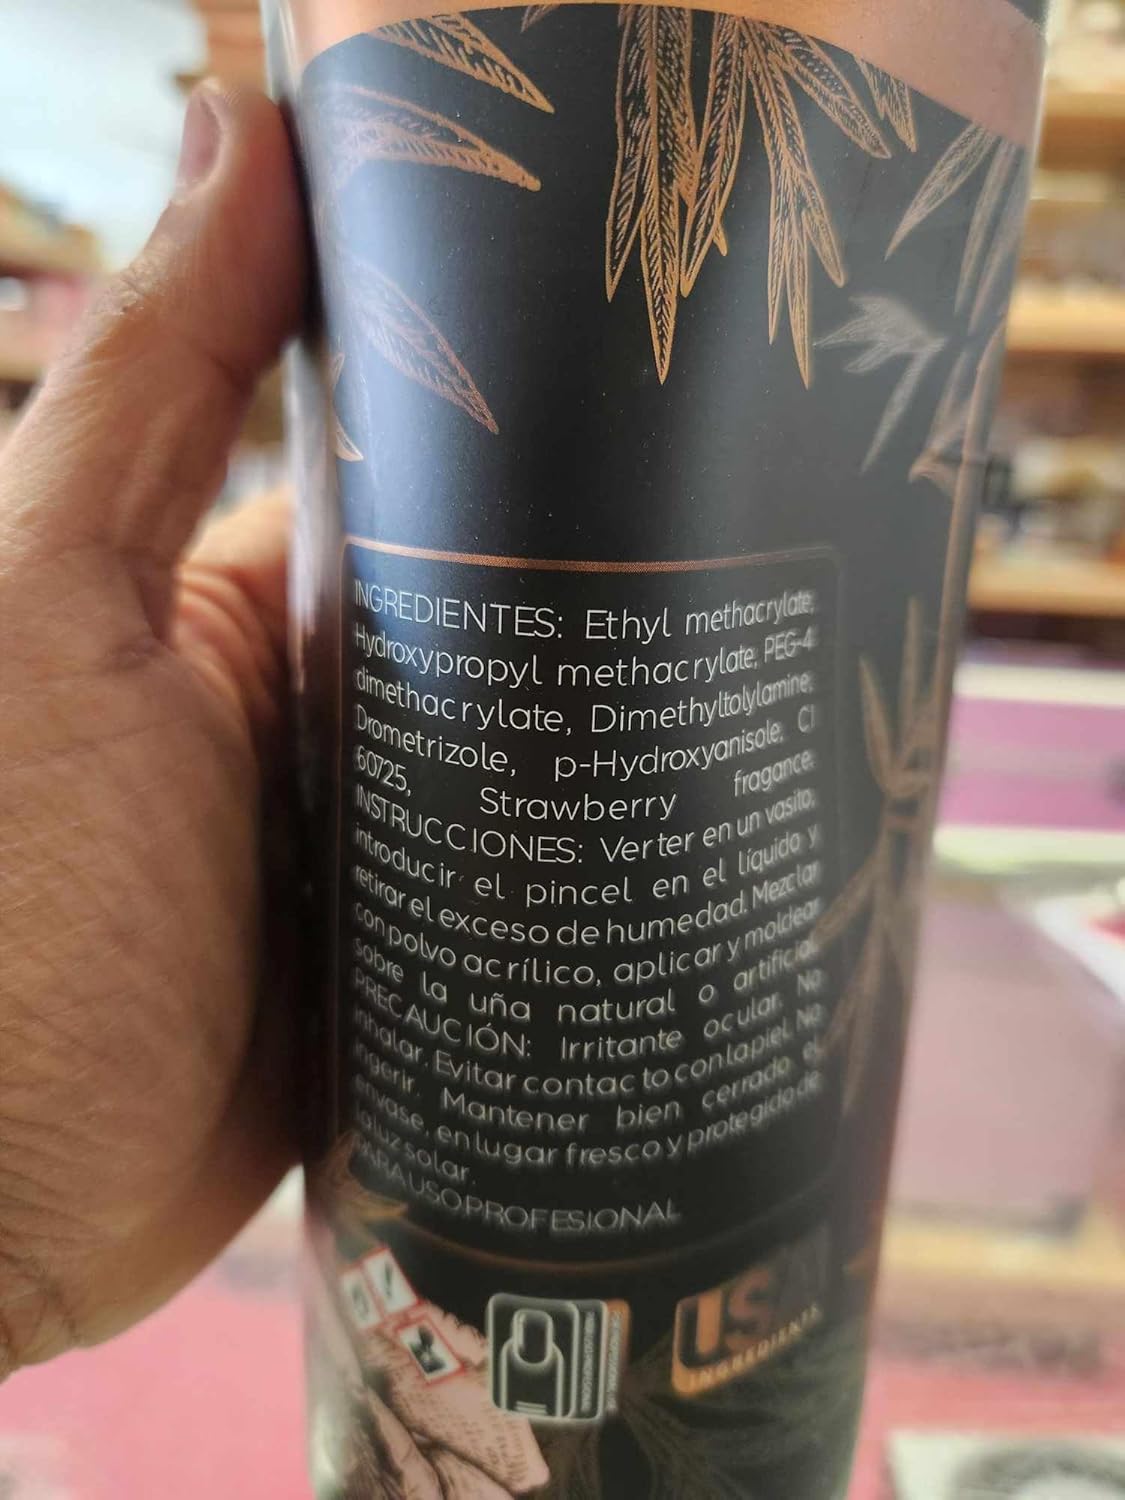 INGREDIENTES: Ethyl methacrylate,
Hydroxypropyl methacrylate, PEG-4
dimethacrylate, Dimethyltolylamine,
Drometrizole, p-Hydroxyanisole, CI
60725, Strawberry fragance.
INSTRUCCIONES: Verter en un vasito,
introducir el pincel en el líquido y
retirar el exceso de humedad. Mezclar
con polvo acrílico, aplicar y moldear
sobre la uña natural o artificial.
PRECAUCIÓN: Irritante ocular. No
inhalar. Evitar contacto con la piel. No
ingerir. Mantener bien cerrado el
envase, en lugar fresco y protegido de
la luz solar.
PARA USO PROFESIONAL
USA
INGREDIENTS